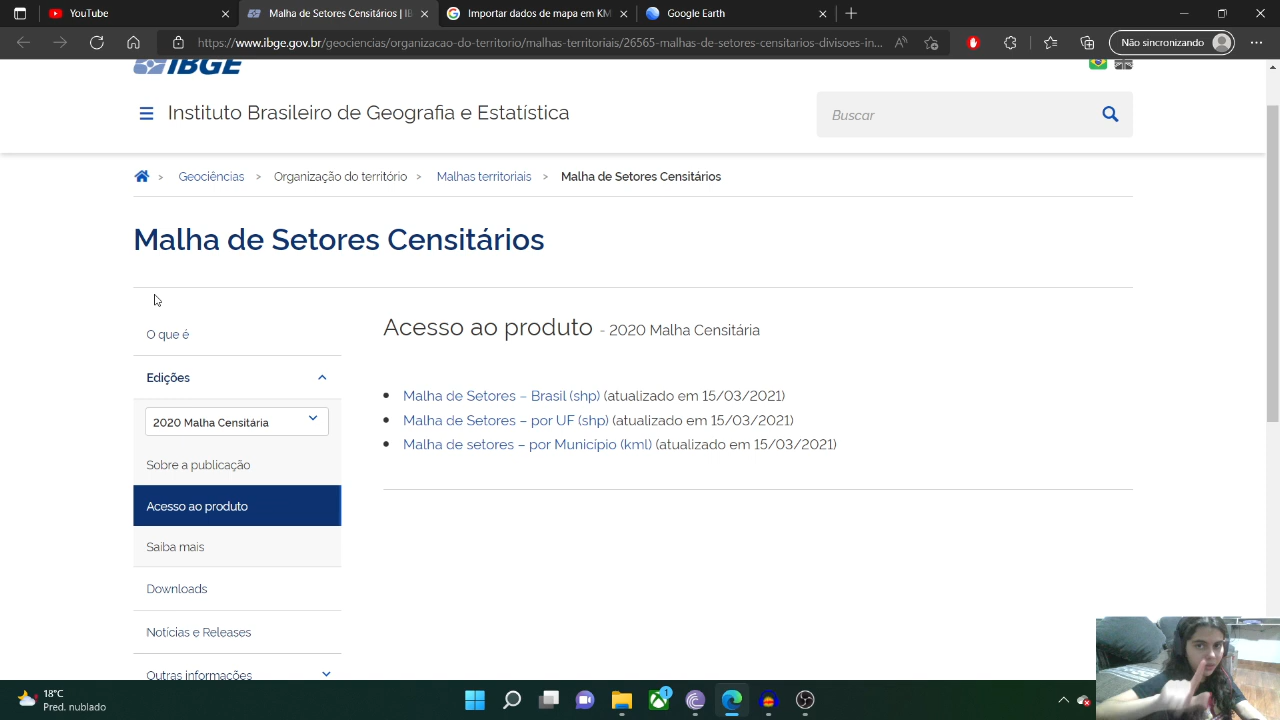 YouTube
Malha de Setores Censitários | IB
Importar dados de mapa em KM
Google Earth
https://www.ibge.gov.br/geociencias/organizacao-do-territorio/malhas-territoriais/26565-malhas-de-setores-censitarios-divisoes-in...
Não sincronizando
IBGE
Instituto Brasileiro de Geografia e Estatística
Buscar
Geociências > Organização do território > Malhas territoriais > Malha de Setores Censitários
Malha de Setores Censitários
O que é
Edições
2020 Malha Censitária
Sobre a publicação
Acesso ao produto
Saiba mais
Downloads
Notícias e Releases
Outras informações
Acesso ao produto - 2020 Malha Censitária
Malha de Setores – Brasil (shp) (atualizado em 15/03/2021)
Malha de Setores – por UF (shp) (atualizado em 15/03/2021)
Malha de setores – por Município (kml) (atualizado em 15/03/2021)
18°C
Pred. nublado
1